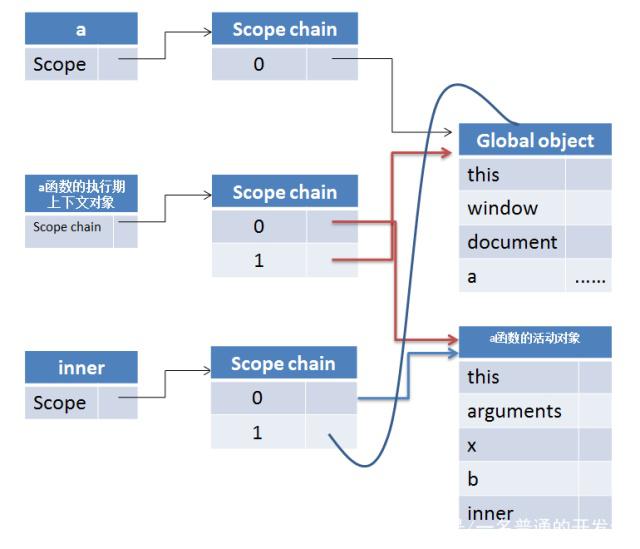 a
Scope
Scope chain
0
a函数的执行期
上下文对象
Scope chain
Scope chain
0
1
inner
Scope
Scope chain
0
1
Global object
this
window
document
a ......
a函数的活动对象
this
arguments
x
b
inner
一名普通的开发